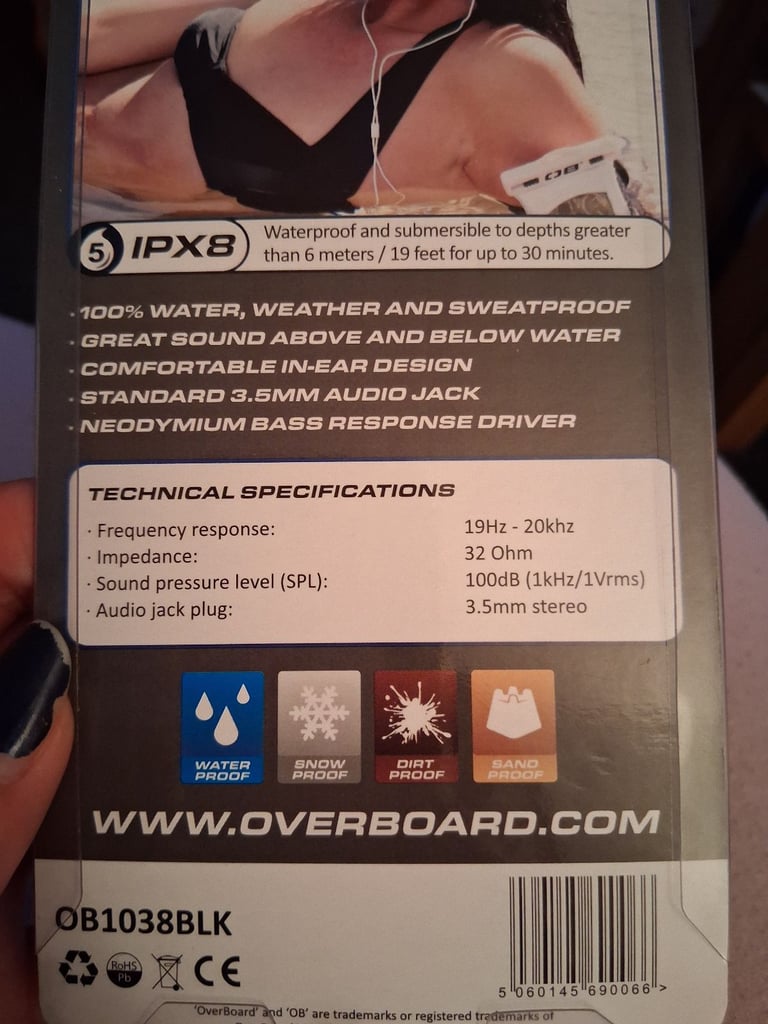 OB
5 IPX8
Waterproof and submersible to depths greater
than 6 meters / 19 feet for up to 30 minutes.
· 100% WATER, WEATHER AND SWEATPROOF
· GREAT SOUND ABOVE AND BELOW WATER
· COMFORTABLE IN-EAR DESIGN
· STANDARD 3.5MM AUDIO JACK
· NEODYMIUM BASS RESPONSE DRIVER
TECHNICAL SPECIFICATIONS
· Frequency response: 19Hz - 20khz
· Impedance: 32 Ohm
· Sound pressure level (SPL): 100dB (1kHz/1Vrms)
· Audio jack plug: 3.5mm stereo
WATER PROOF
SNOW PROOF
DIRT PROOF
SAND PROOF
WWW.OVERBOARD.COM
OB1038BLK
RoHS Pb CE
5 060145 690066 >
'OverBoard' and 'OB' are trademarks or registered trademarks of